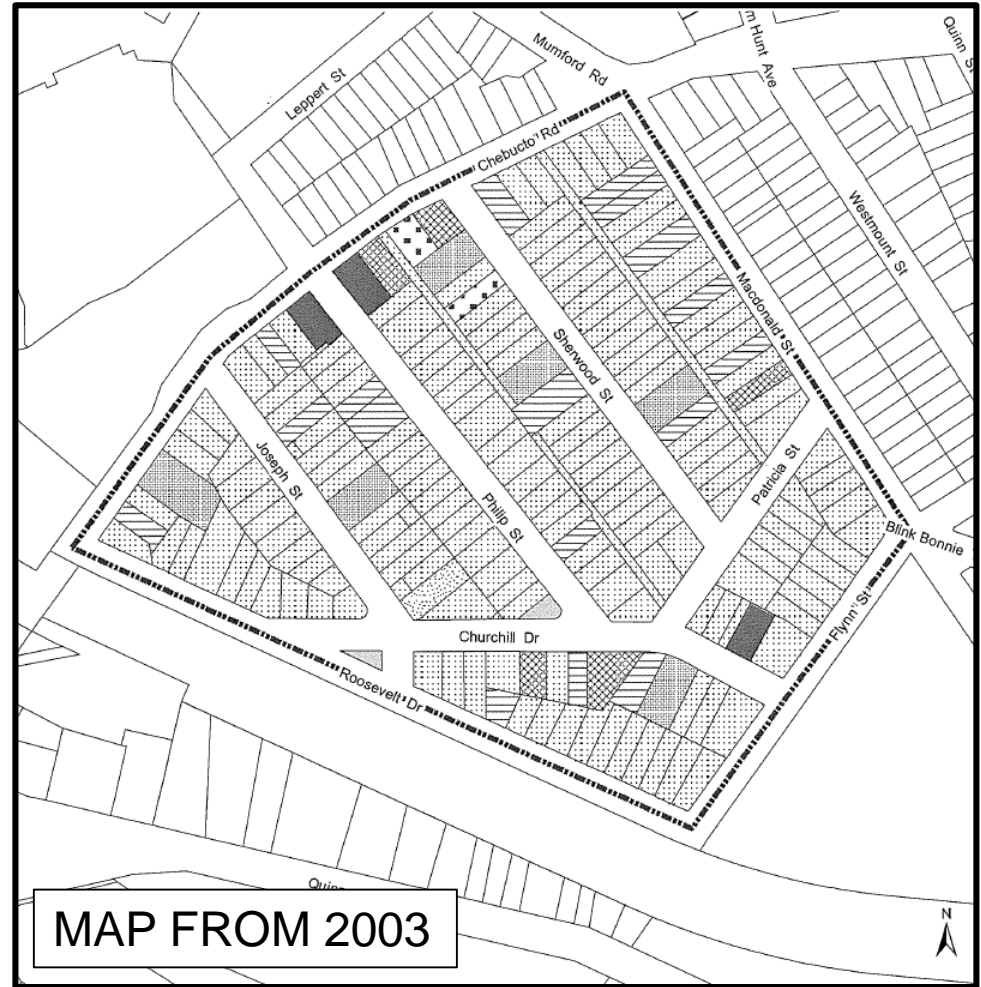 Mumford Rd
Quinn St
m Hunt Ave
Leppert St
Chebucto Rd
Westmount St
Macdonald St
Sherwood St
Joseph St
Philip St
Patricia St
Blink Bonnie
Flynn St
Churchill Dr
Roosevelt Dr
Quinn
N
MAP FROM 2003